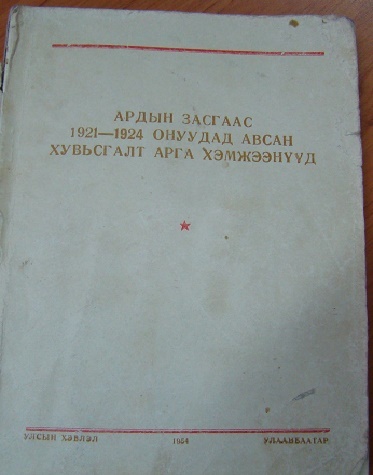 АРДЫН ЗАСГААС
1921—1924 ОНУУДАД АВСАН
ХУВЬСГАЛТ АРГА ХЭМЖЭЭНҮҮД
УЛСЫН ХЭВЛЭЛ 1954 УЛААНБААТАР